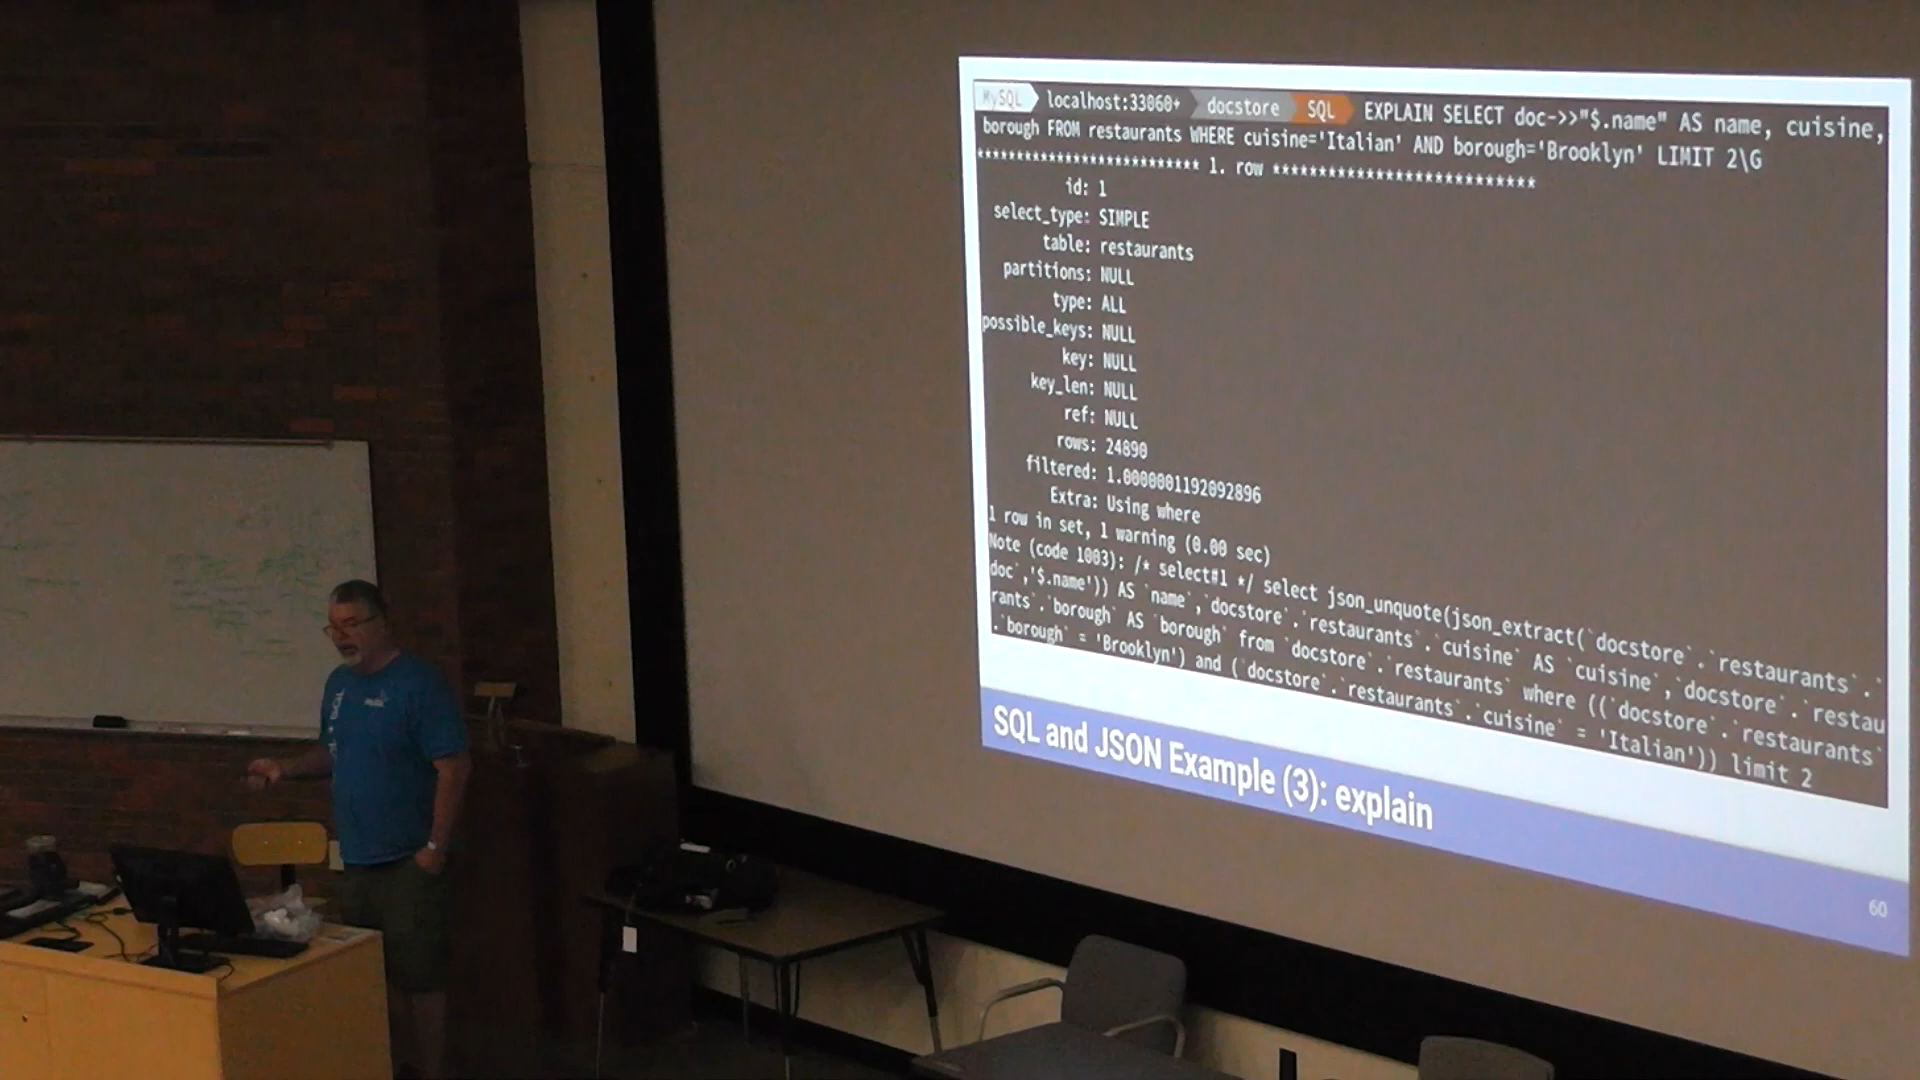 MySQL localhost:33060+ docstore SQL EXPLAIN SELECT doc->>"$.name" AS name, cuisine,
borough FROM restaurants WHERE cuisine='Italian' AND borough='Brooklyn' LIMIT 2\G
*************************** 1. row ***************************
id: 1
select_type: SIMPLE
table: restaurants
partitions: NULL
type: ALL
possible_keys: NULL
key: NULL
key_len: NULL
ref: NULL
rows: 24890
filtered: 1.0000001192092896
Extra: Using where
1 row in set, 1 warning (0.00 sec)
Note (code 1003): /* select#1 */ select json_unquote(json_extract(`docstore`.`restaurants`.`
doc`,'$.name')) AS `name`,`docstore`.`restaurants`.`cuisine` AS `cuisine`,`docstore`.`restau
rants`.`borough` AS `borough` from `docstore`.`restaurants` where ((`docstore`.`restaurants`
.`borough` = 'Brooklyn') and (`docstore`.`restaurants`.`cuisine` = 'Italian')) limit 2
SQL and JSON Example (3): explain
60